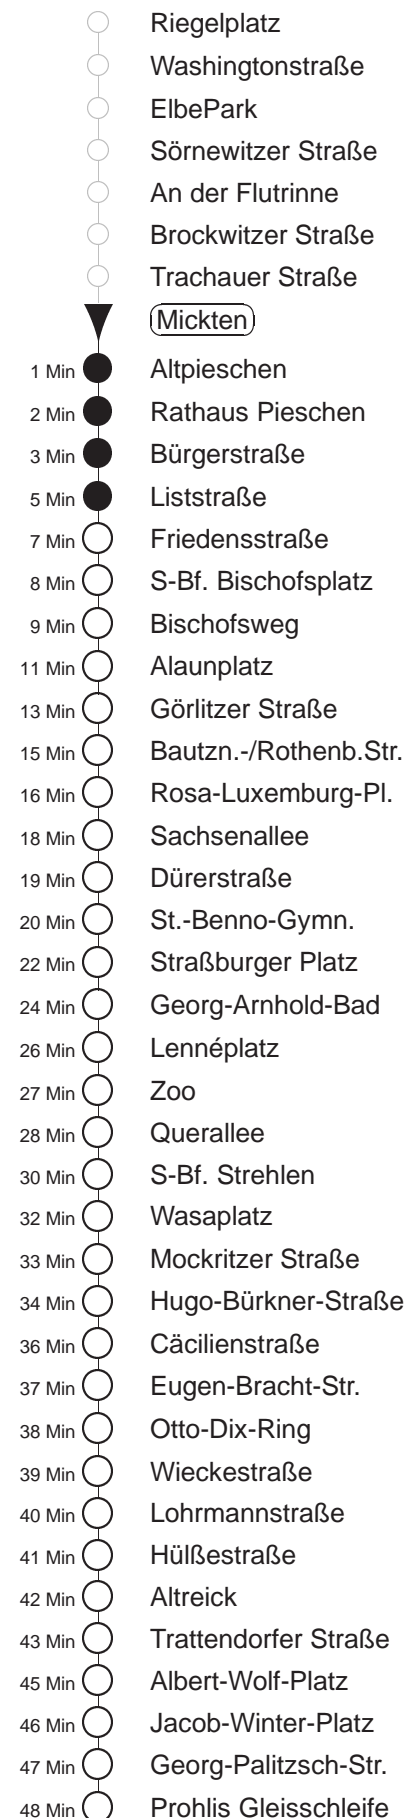 Riegelplatz
Washingtonstraße
ElbePark
Sörnewitzer Straße
An der Flutrinne
Brockwitzer Straße
Trachauer Straße
Mickten
1 Min Altpieschen
2 Min Rathaus Pieschen
3 Min Bürgerstraße
5 Min Liststraße
7 Min Friedensstraße
8 Min S-Bf. Bischofsplatz
9 Min Bischofsweg
11 Min Alaunplatz
13 Min Görlitzer Straße
15 Min Bautzn.-/Rothenb.Str.
16 Min Rosa-Luxemburg-Pl.
18 Min Sachsenallee
19 Min Dürerstraße
20 Min St.-Benno-Gymn.
22 Min Straßburger Platz
24 Min Georg-Arnhold-Bad
26 Min Lennéplatz
27 Min Zoo
28 Min Querallee
30 Min S-Bf. Strehlen
32 Min Wasaplatz
33 Min Mockritzer Straße
34 Min Hugo-Bürkner-Straße
36 Min Cäcilienstraße
37 Min Eugen-Bracht-Str.
38 Min Otto-Dix-Ring
39 Min Wieckestraße
40 Min Lohrmannstraße
41 Min Hülßestraße
42 Min Altreick
43 Min Trattendorfer Straße
45 Min Albert-Wolf-Platz
46 Min Jacob-Winter-Platz
47 Min Georg-Palitzsch-Str.
48 Min Prohlis Gleisschleife